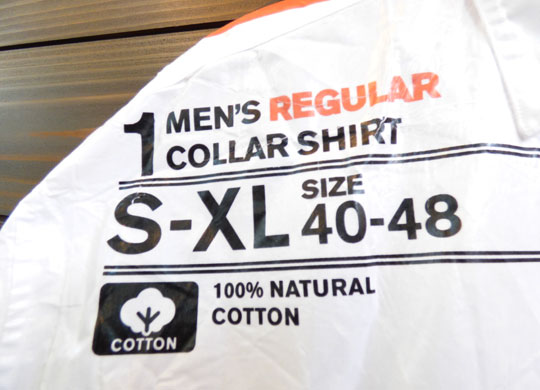 1 MEN'S REGULAR
COLLAR SHIRT
S-XL SIZE 40-48
100% NATURAL
COTTON
COTTON